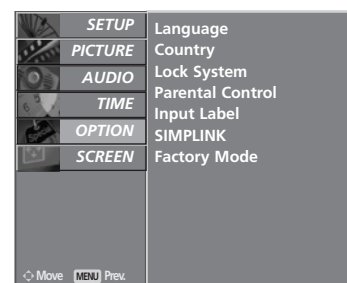 SETUP
PICTURE
AUDIO
TIME
OPTION
SCREEN
Language
Country
Lock System
Parental Control
Input Label
SIMPLINK
Factory Mode
Move MENU Prev.